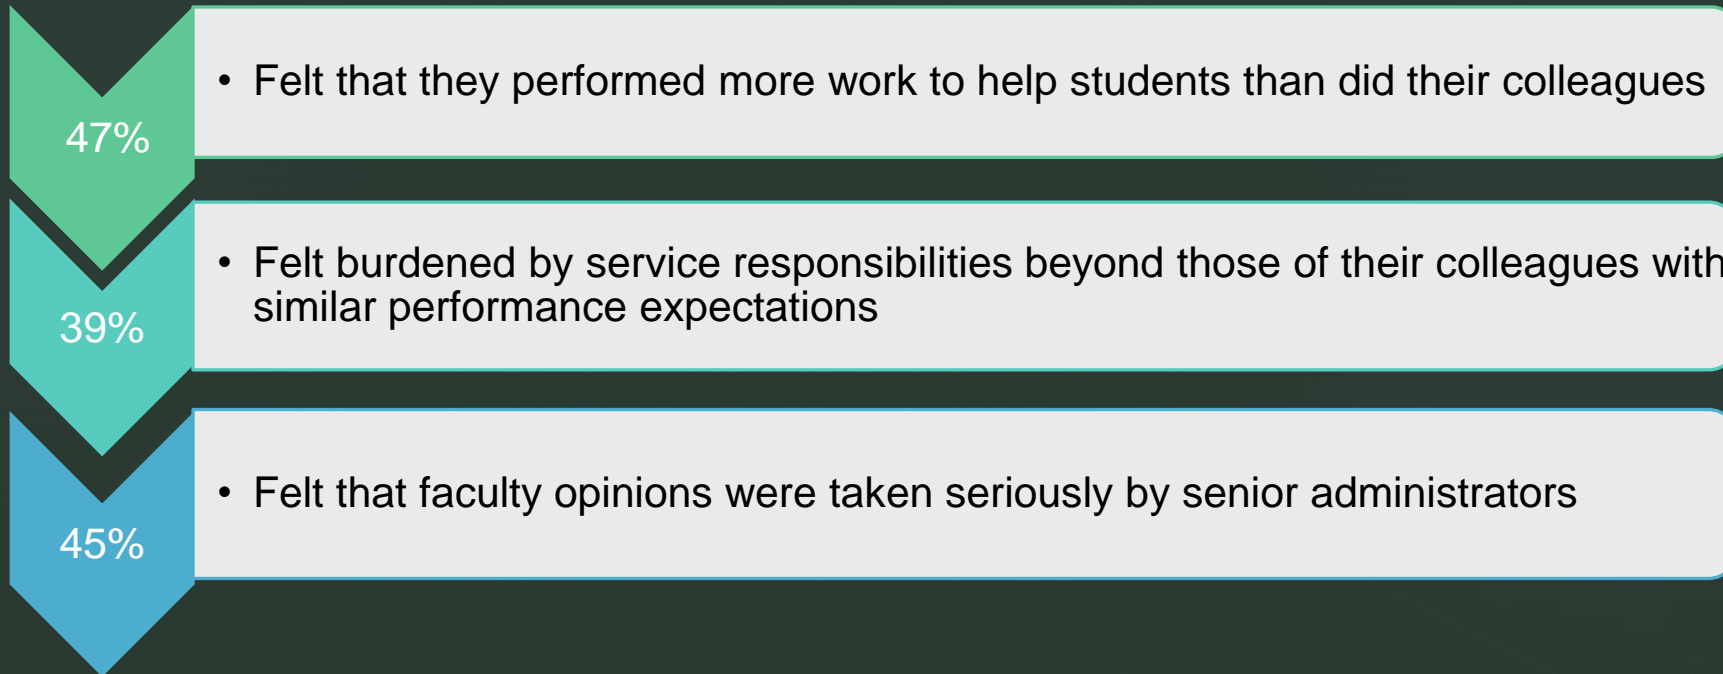 47%
• Felt that they performed more work to help students than did their colleagues
39%
• Felt burdened by service responsibilities beyond those of their colleagues with
similar performance expectations
45%
• Felt that faculty opinions were taken seriously by senior administrators